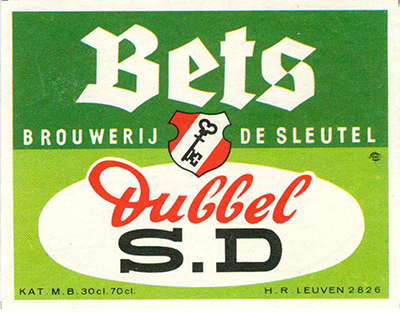 Bets
BROUWERIJ DE SLEUTEL
Dubbel
S.D
KAT. M.B. 30cl. 70cl. H.R. LEUVEN 2826